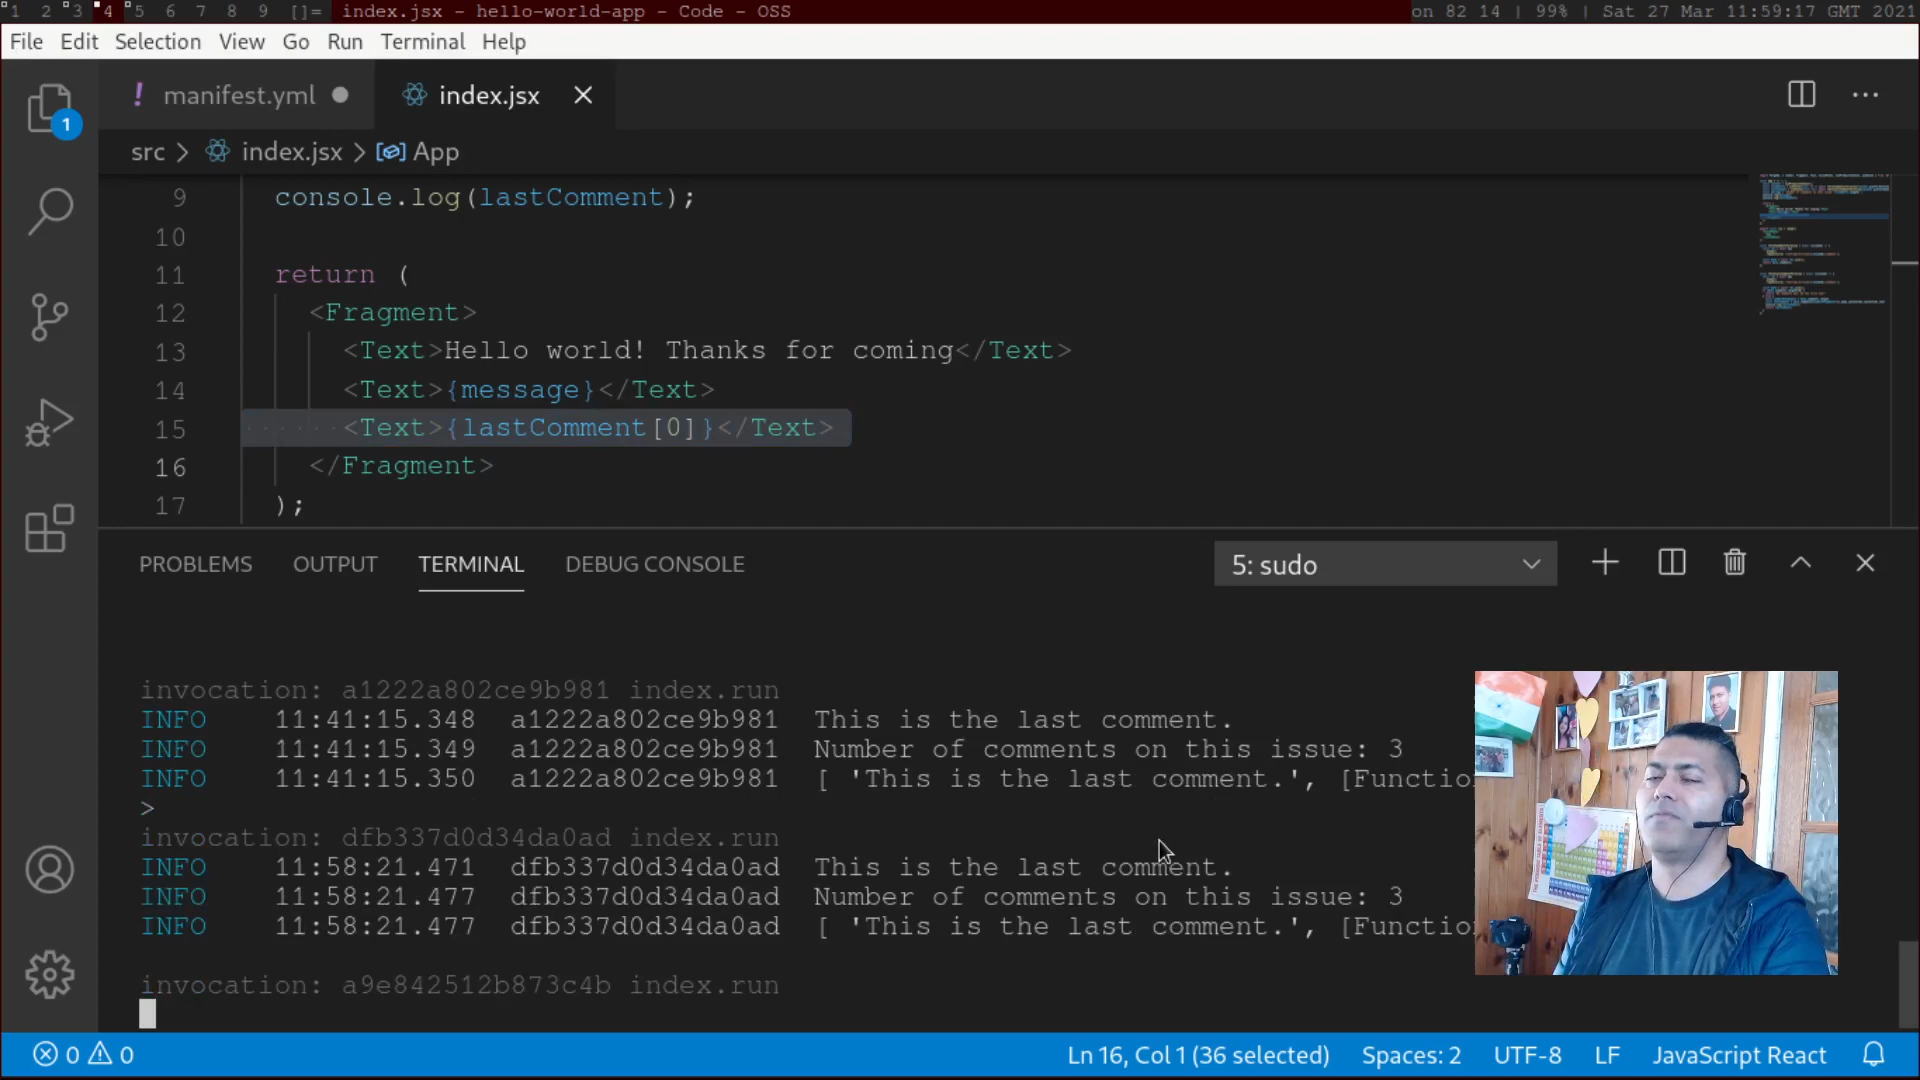 1 2 3 4 5 6 7 8 9 []= index.jsx - hello-world-app - Code - OSS on 82 14 | 99% | Sat 27 Mar 11:59:17 GMT 2021
File Edit Selection View Go Run Terminal Help
! manifest.yml index.jsx
1
src > index.jsx > App
9 console.log(lastComment);
10
11 return (
12 <Fragment>
13 <Text>Hello world! Thanks for coming</Text>
14 <Text>{message}</Text>
15 <Text>{lastComment[0]}</Text>
16 </Fragment>
17 );
PROBLEMS OUTPUT TERMINAL DEBUG CONSOLE 5: sudo
invocation: a1222a802ce9b981 index.run
INFO 11:41:15.348 a1222a802ce9b981 This is the last comment.
INFO 11:41:15.349 a1222a802ce9b981 Number of comments on this issue: 3
INFO 11:41:15.350 a1222a802ce9b981 [ 'This is the last comment.', [Functio
>
invocation: dfb337d0d34da0ad index.run
INFO 11:58:21.471 dfb337d0d34da0ad This is the last comment.
INFO 11:58:21.477 dfb337d0d34da0ad Number of comments on this issue: 3
INFO 11:58:21.477 dfb337d0d34da0ad [ 'This is the last comment.', [Functio
invocation: a9e842512b873c4b index.run
0 0 Ln 16, Col 1 (36 selected) Spaces: 2 UTF-8 LF JavaScript React